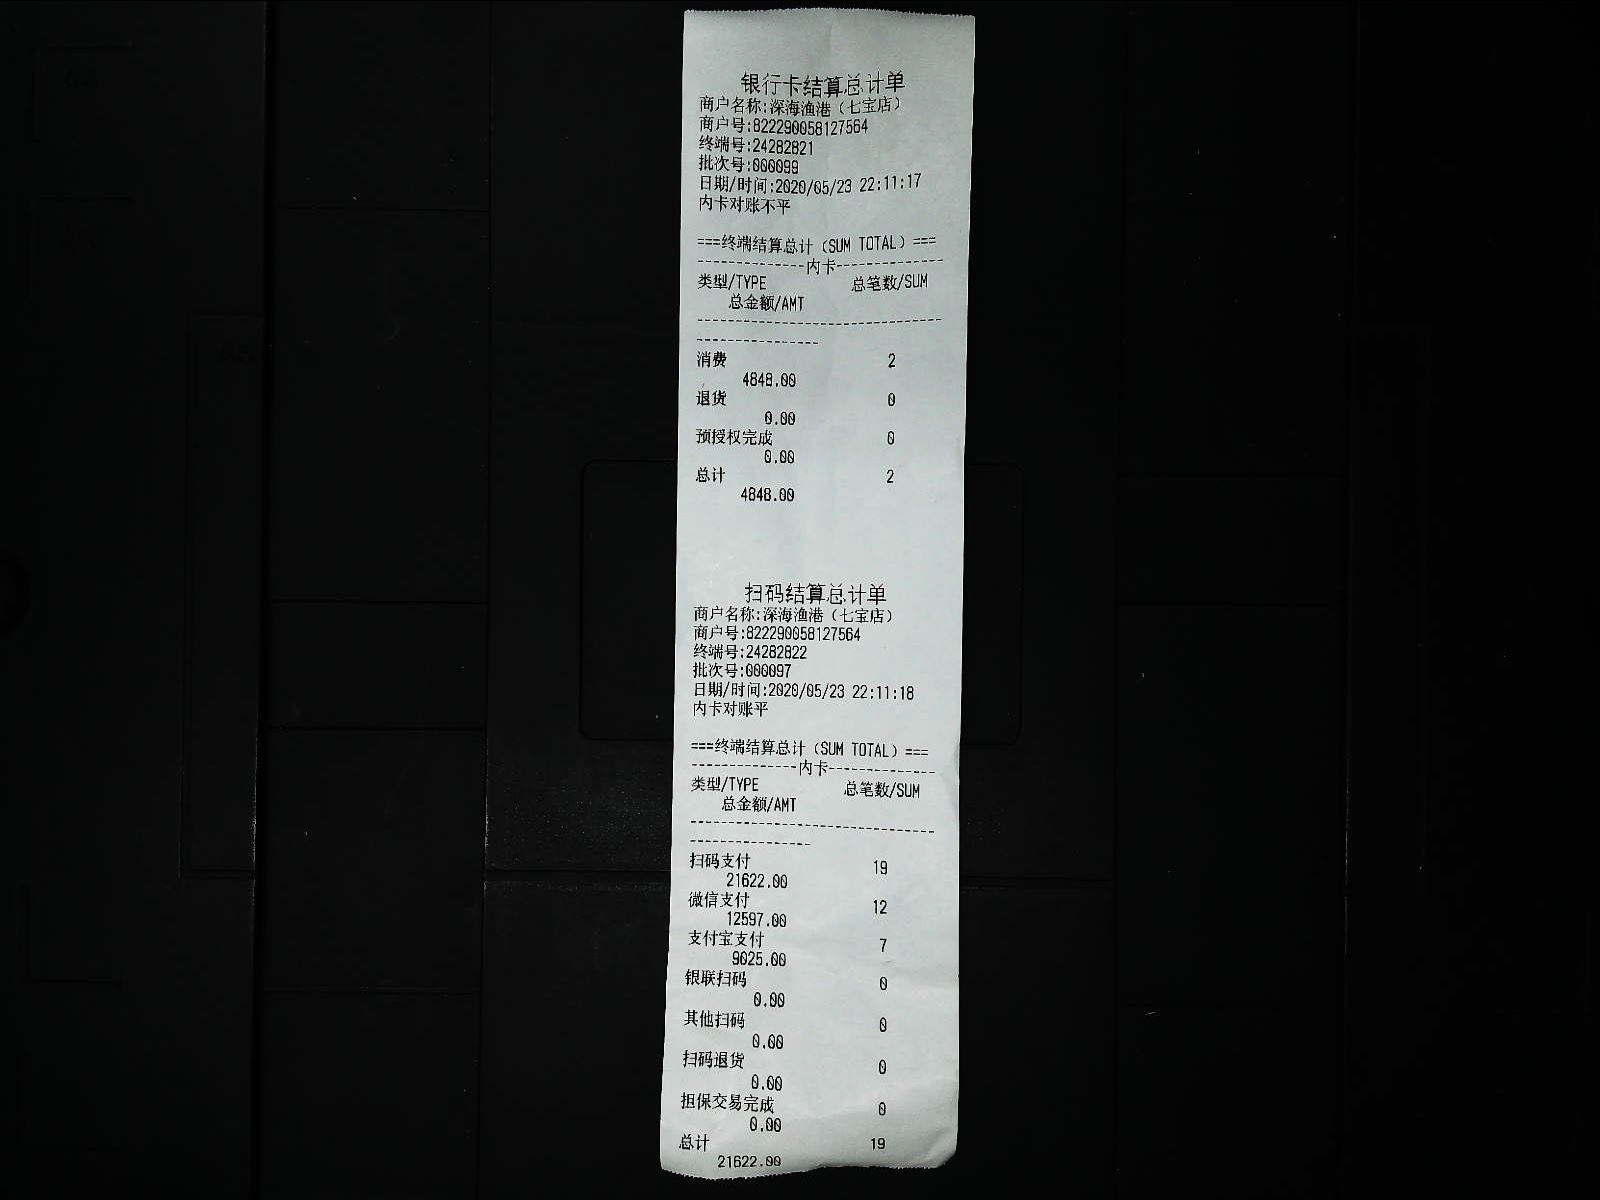 银行卡结算总计单
商户名称:深海渔港（七宝店）
商户号:822290058127564
终端号:24282821
批次号:000099
日期/时间:2020/05/23 22:11:17
内卡对账不平
===终端结算总计（SUM TOTAL）===
--------------内卡--------------
类型/TYPE 总笔数/SUM
总金额/AMT
--------------------------------
----------------
消费 2
4848.00
退货 0
0.00
预授权完成 0
0.00
总计 2
4848.00
扫码结算总计单
商户名称:深海渔港（七宝店）
商户号:822290058127564
终端号:24282822
批次号:000097
日期/时间:2020/05/23 22:11:18
内卡对账平
===终端结算总计（SUM TOTAL）===
--------------内卡--------------
类型/TYPE 总笔数/SUM
总金额/AMT
--------------------------------
----------------
扫码支付 19
21622.00
微信支付 12
12597.00
支付宝支付 7
9025.00
银联扫码 0
0.00
其他扫码 0
0.00
扫码退货 0
0.00
担保交易完成 0
0.00
总计 19
21622.00